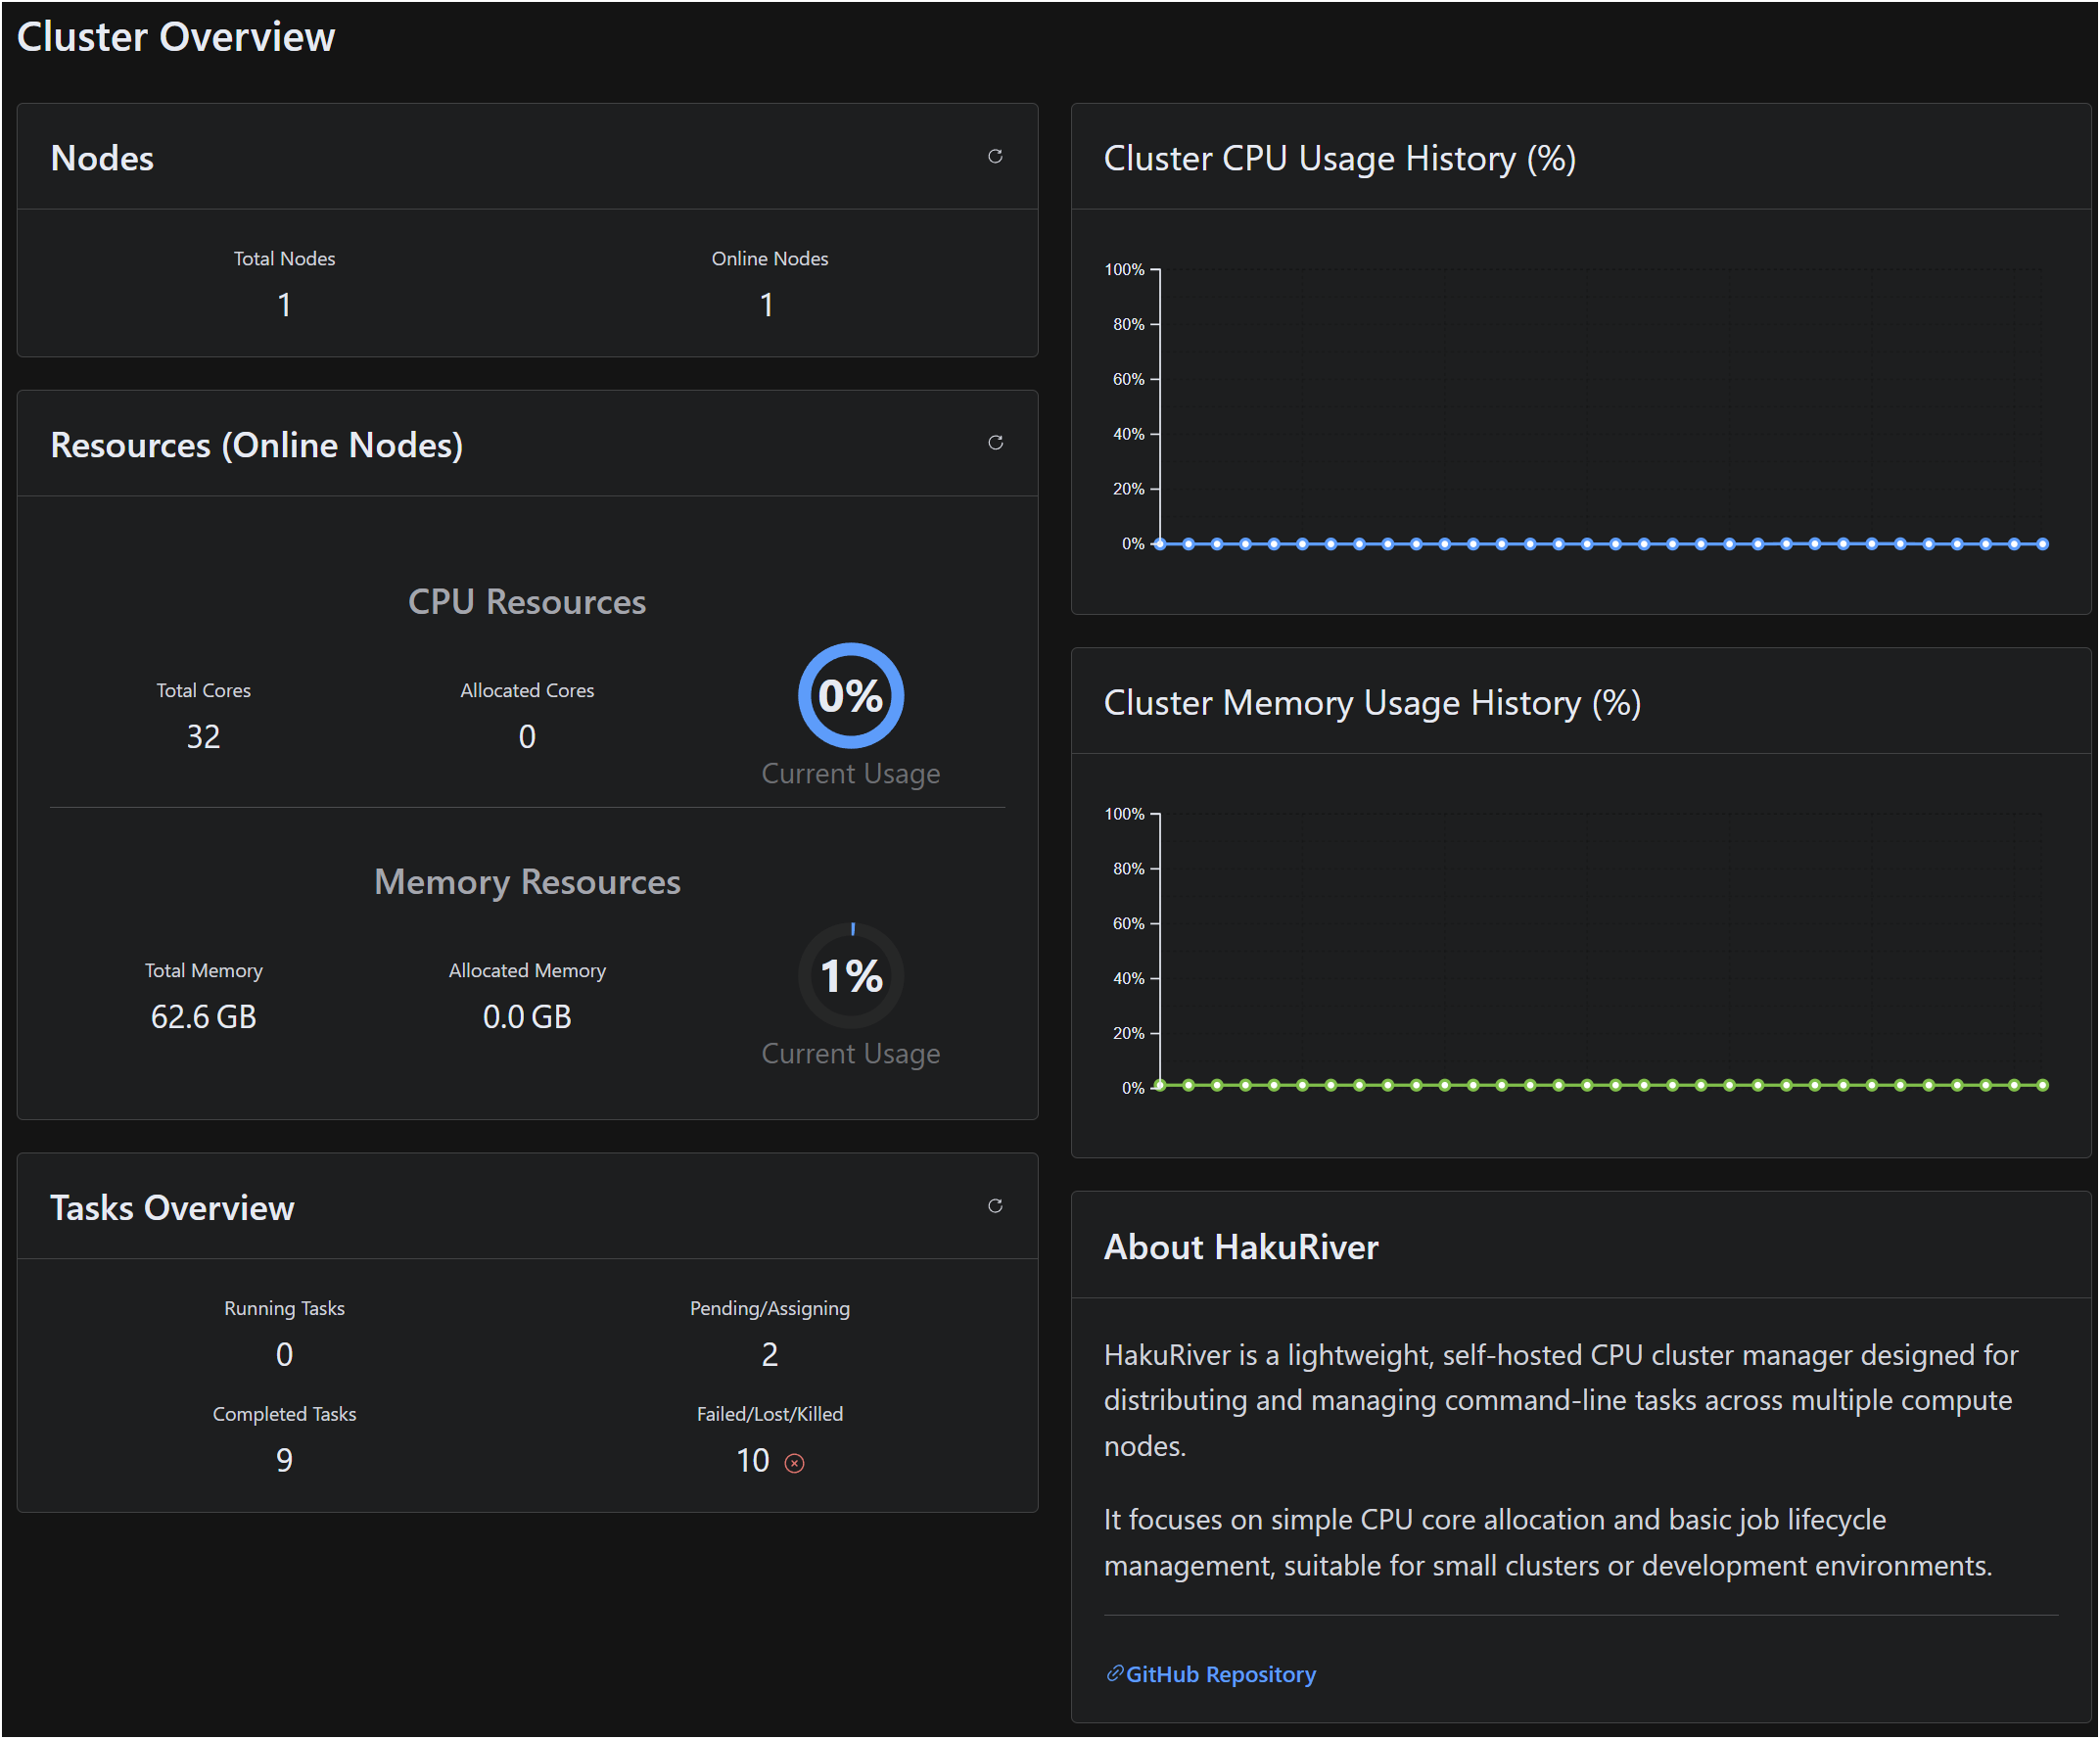 Cluster Overview
Nodes
Total Nodes
Online Nodes
1
1
Resources (Online Nodes)
CPU Resources
Total Cores
Allocated Cores
32
0
0%
Current Usage
Memory Resources
Total Memory
Allocated Memory
62.6 GB
0.0 GB
1%
Current Usage
Tasks Overview
Running Tasks
Pending/Assigning
0
2
Completed Tasks
Failed/Lost/Killed
9
10
Cluster CPU Usage History (%)
100%
80%
60%
40%
20%
0%
Cluster Memory Usage History (%)
100%
80%
60%
40%
20%
0%
About HakuRiver
HakuRiver is a lightweight, self-hosted CPU cluster manager designed for
distributing and managing command-line tasks across multiple compute
nodes.
It focuses on simple CPU core allocation and basic job lifecycle
management, suitable for small clusters or development environments.
GitHub Repository